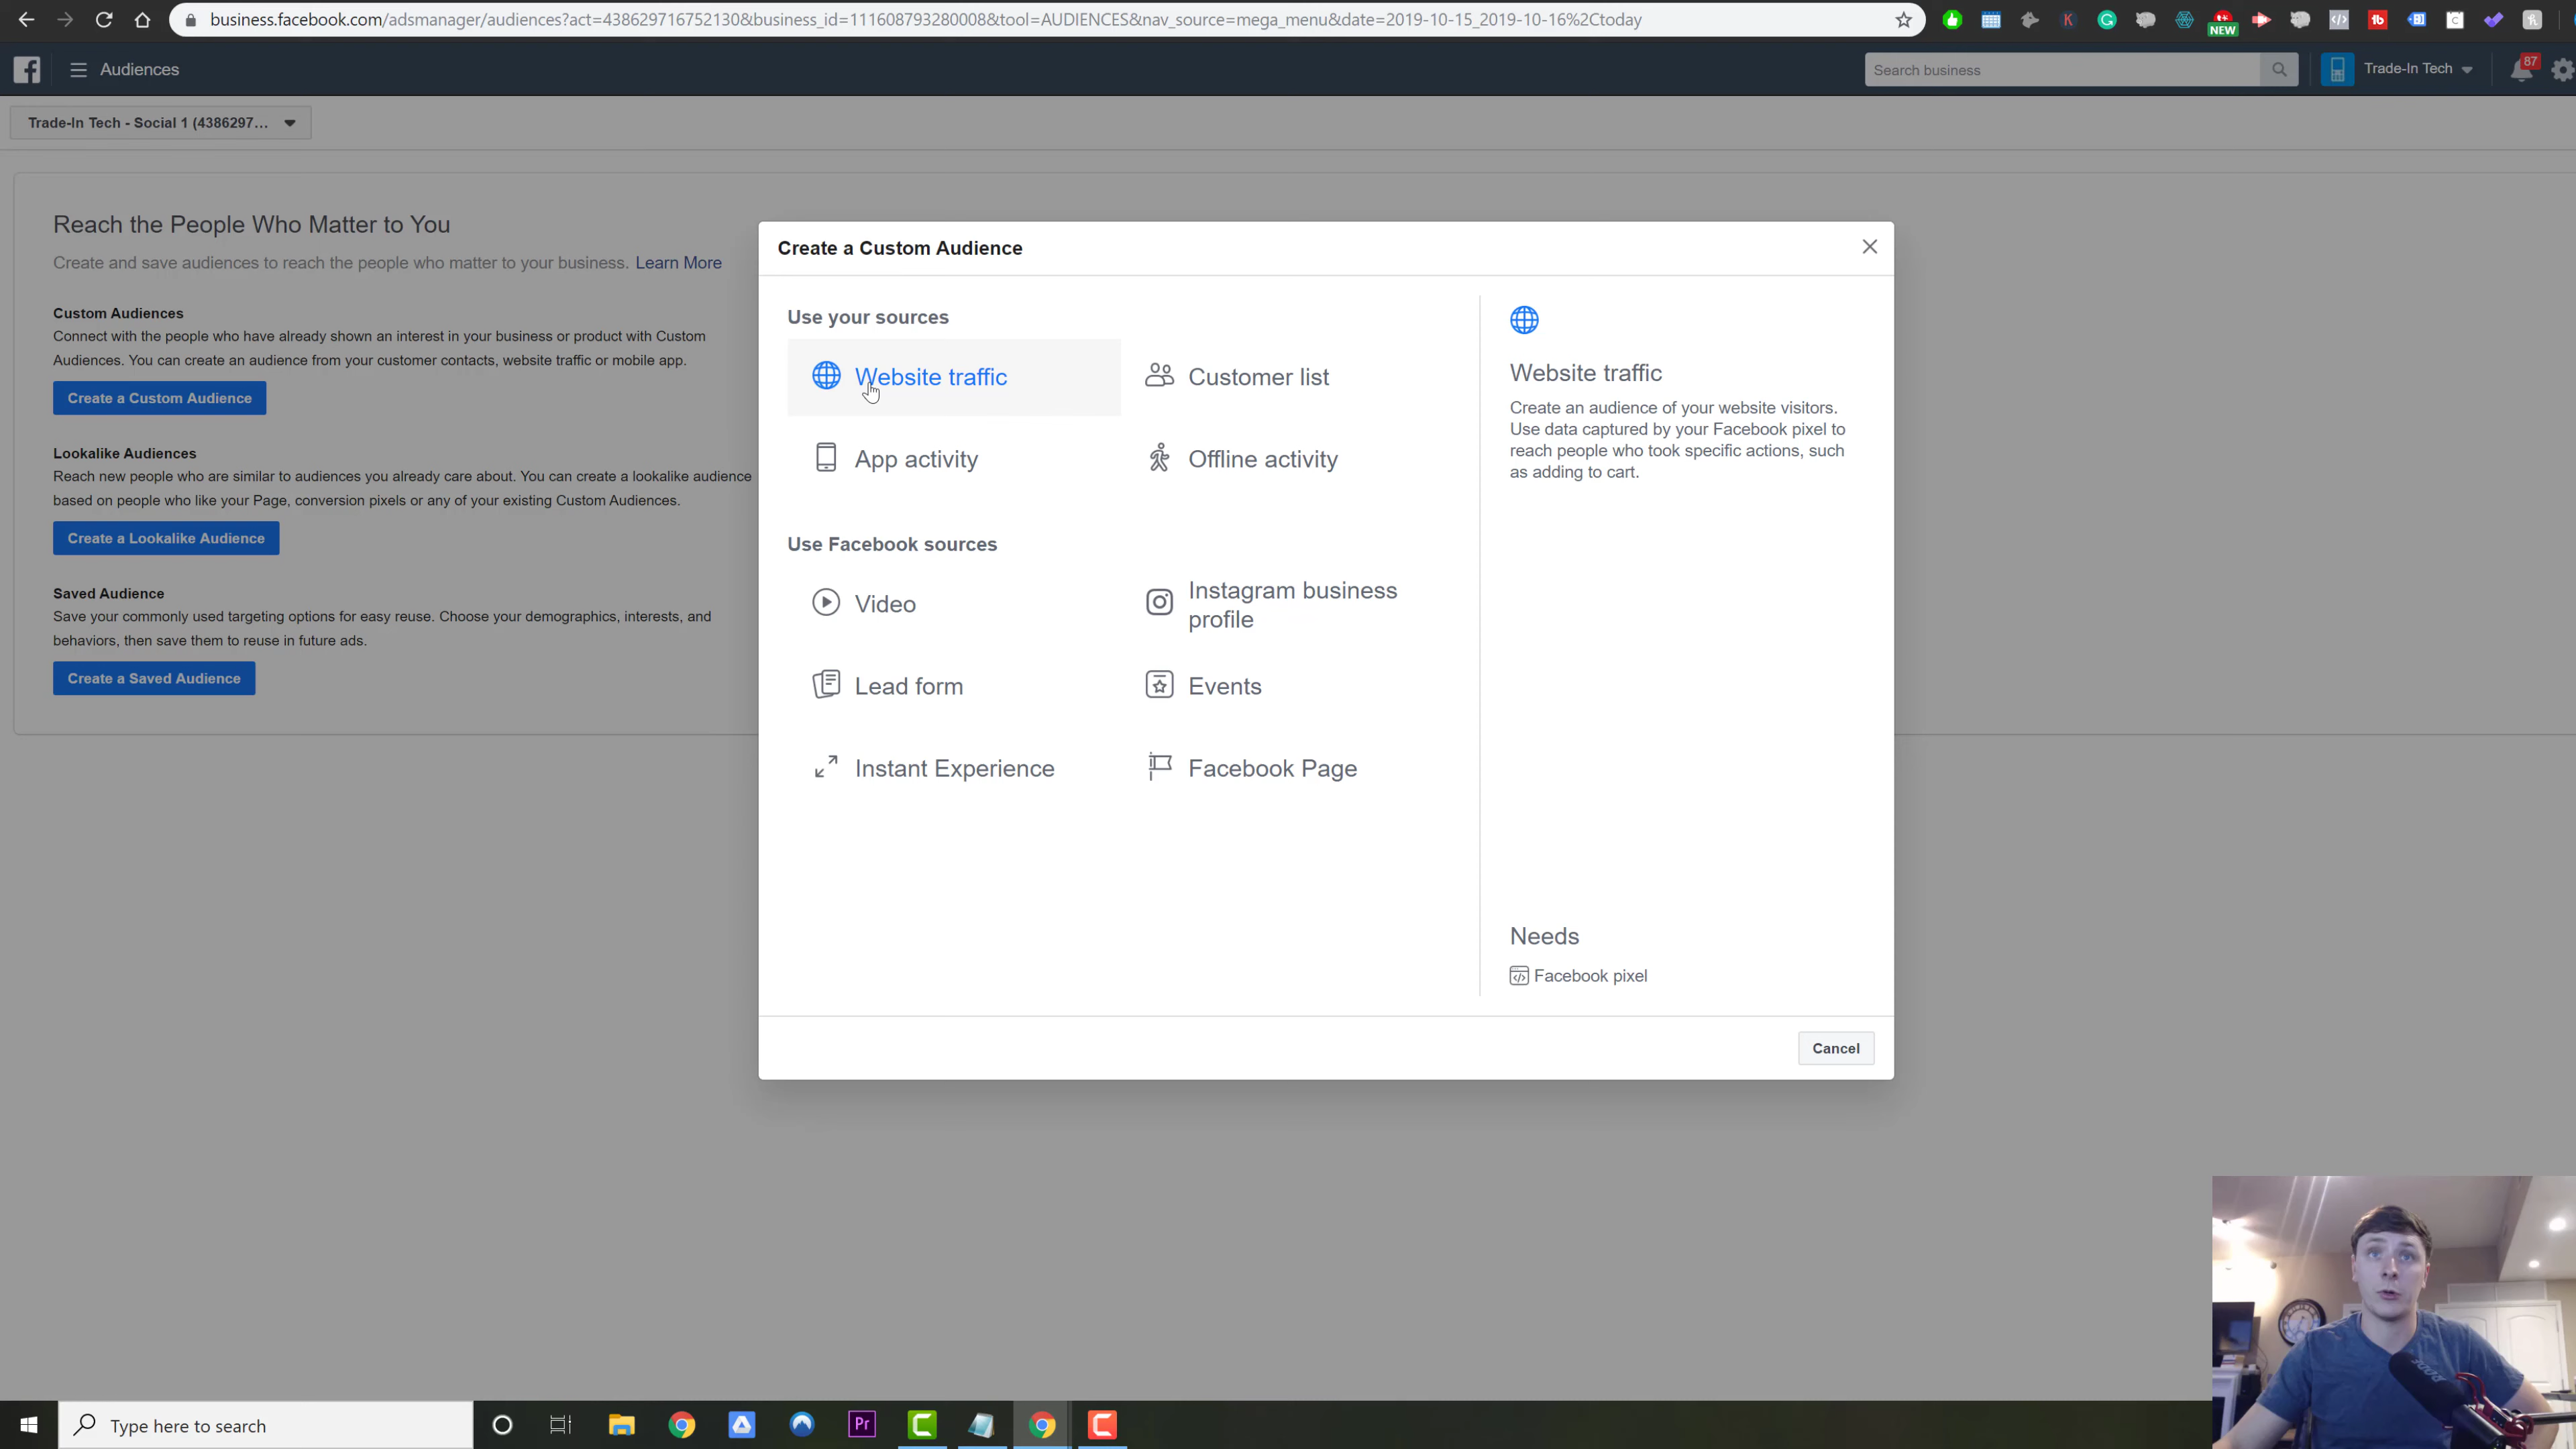 business.facebook.com/adsmanager/audiences?act=438629716752130&business_id=111608793280008&tool=AUDIENCES&nav_source=mega_menu&date=2019-10-15_2019-10-16%2Ctoday
NEW
Audiences
Search business
Trade-In Tech
87
Trade-In Tech - Social 1 (4386297...
Reach the People Who Matter to You
Create and save audiences to reach the people who matter to your business. Learn More
Custom Audiences
Connect with the people who have already shown an interest in your business or product with Custom
Audiences. You can create an audience from your customer contacts, website traffic or mobile app.
Create a Custom Audience
Lookalike Audiences
Reach new people who are similar to audiences you already care about. You can create a lookalike audience
based on people who like your Page, conversion pixels or any of your existing Custom Audiences.
Create a Lookalike Audience
Saved Audience
Save your commonly used targeting options for easy reuse. Choose your demographics, interests, and
behaviors, then save them to reuse in future ads.
Create a Saved Audience
Create a Custom Audience
Use your sources
Website traffic
Customer list
App activity
Offline activity
Use Facebook sources
Video
Instagram business
profile
Lead form
Events
Instant Experience
Facebook Page
Website traffic
Create an audience of your website visitors.
Use data captured by your Facebook pixel to
reach people who took specific actions, such
as adding to cart.
Needs
Facebook pixel
Cancel
Type here to search
Pr
RODE